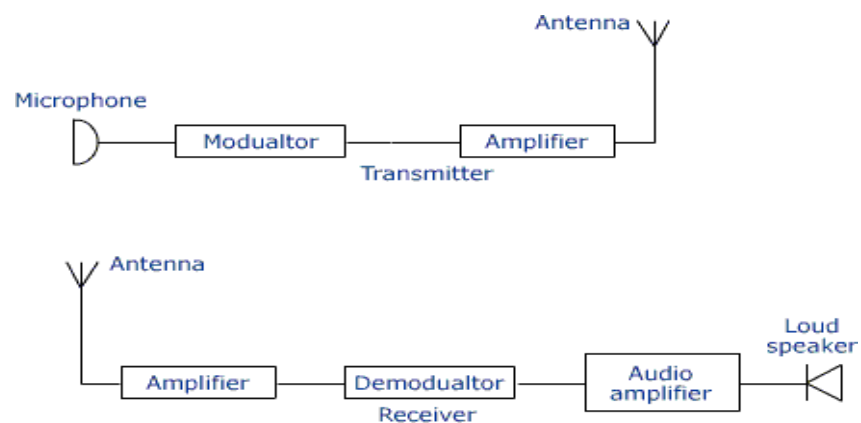 Antenna
Microphone
Modualtor
Amplifier
Transmitter
Antenna
Loud
speaker
Amplifier
Demodualtor
Audio
amplifier
Receiver